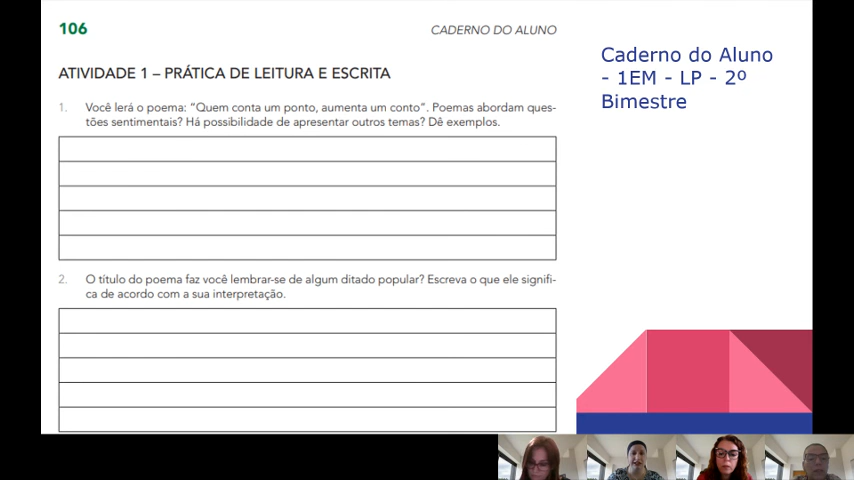 106
CADERNO DO ALUNO
ATIVIDADE 1 – PRÁTICA DE LEITURA E ESCRITA
1. Você lerá o poema: “Quem conta um ponto, aumenta um conto”. Poemas abordam ques-
tões sentimentais? Há possibilidade de apresentar outros temas? Dê exemplos.
2. O título do poema faz você lembrar-se de algum ditado popular? Escreva o que ele signifi-
ca de acordo com a sua interpretação.
Caderno do Aluno
- 1EM - LP - 2º
Bimestre